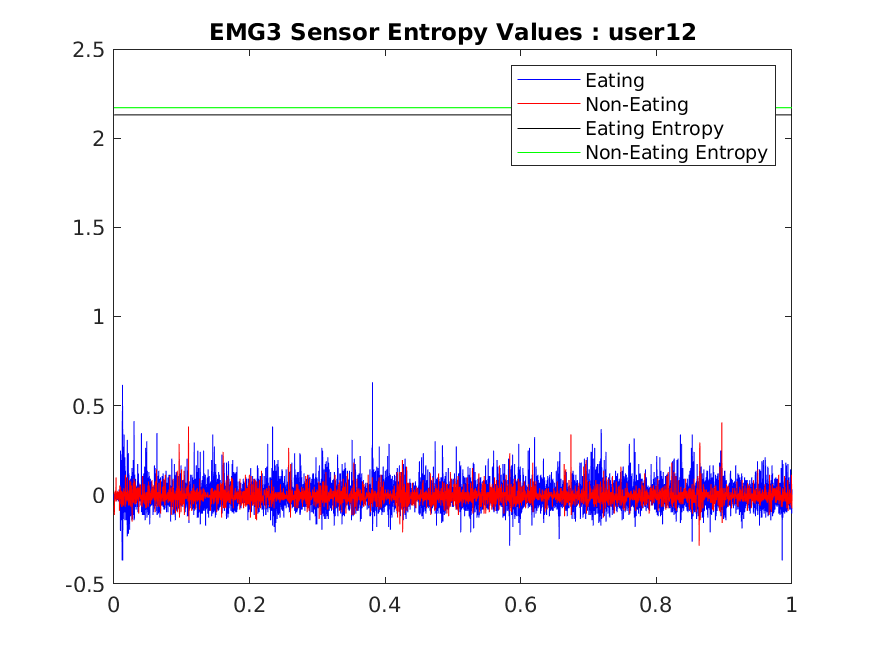 EMG3 Sensor Entropy Values : user12
2.5
Eating
Non-Eating
Eating Entropy
Non-Eating Entropy
2
1.5
1
0.5
0
-0.5
0 0.2 0.4 0.6 0.8 1